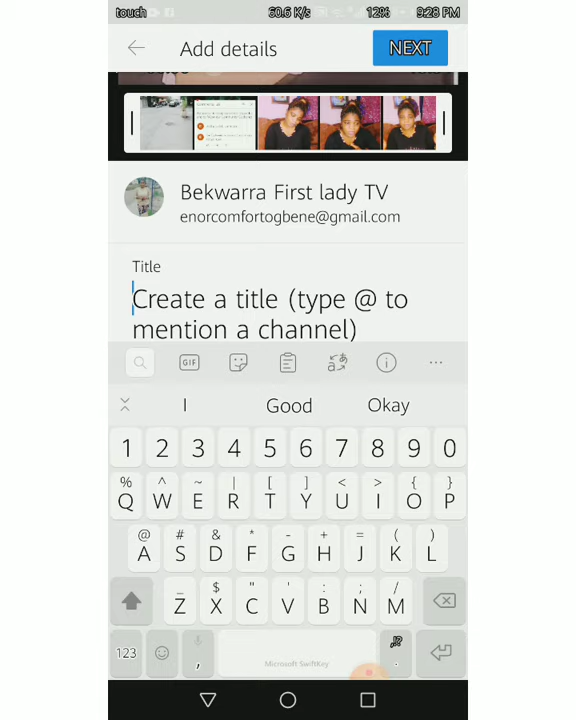 touch 60.6 K/s 12% 9:28 PM
Add details NEXT
Bekwarra First lady TV
enorcomfortogbene@gmail.com
Title
Create a title (type @ to
mention a channel)
GIF
I Good Okay
1 2 3 4 5 6 7 8 9 0
% ^ ~ | [ ] < > { }
Q W E R T Y U I O P
@ # & * - + = ( )
A S D F G H J K L
_ $ " ' : ; /
Z X C V B N M
123 , Microsoft SwiftKey .